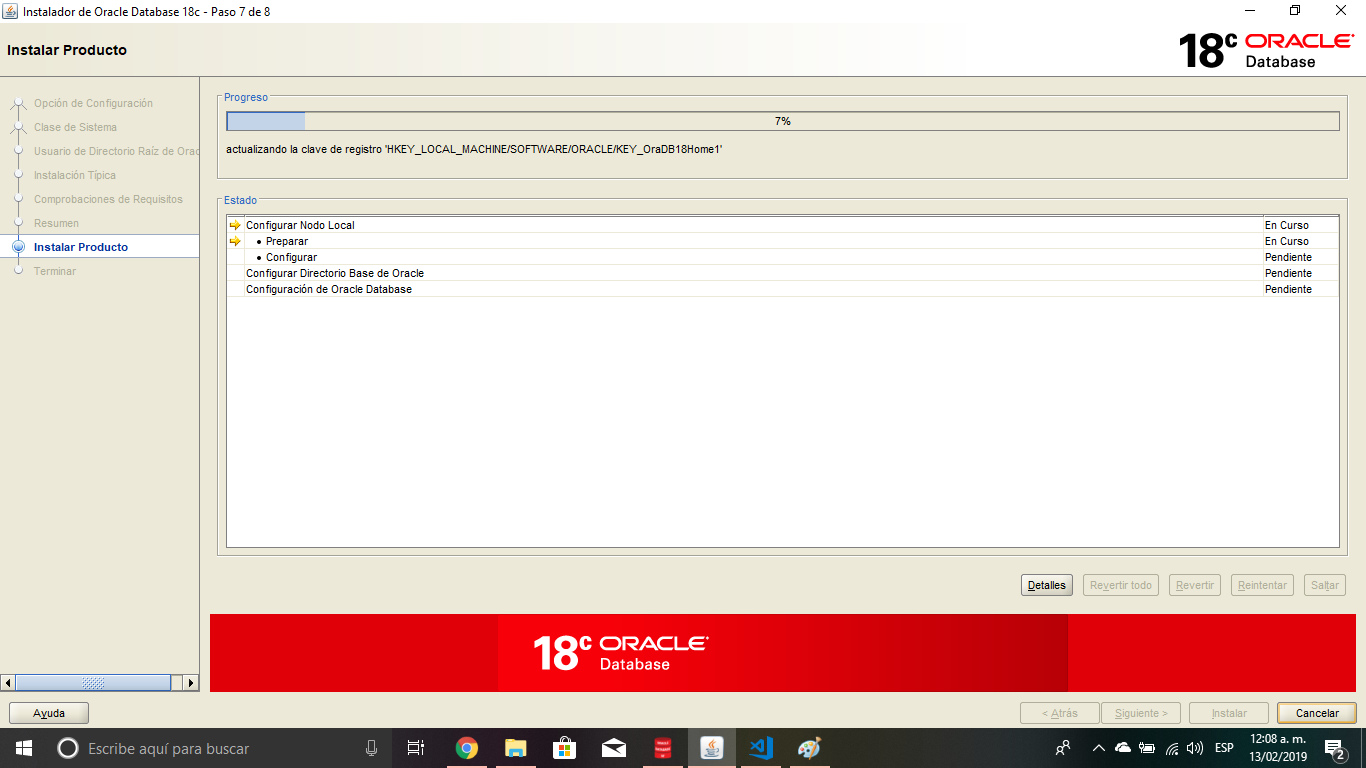 Instalador de Oracle Database 18c - Paso 7 de 8
Instalar Producto
18c ORACLE
Database
Opción de Configuración
Clase de Sistema
Usuario de Directorio Raíz de Orac
Instalación Típica
Comprobaciones de Requisitos
Resumen
Instalar Producto
Terminar
Progreso
7%
actualizando la clave de registro 'HKEY_LOCAL_MACHINE/SOFTWARE/ORACLE/KEY_OraDB18Home1'
Estado
Configurar Nodo Local En Curso
• Preparar En Curso
• Configurar Pendiente
Configurar Directorio Base de Oracle Pendiente
Configuración de Oracle Database Pendiente
Detalles Revertir todo Revertir Reintentar Saltar
18c ORACLE
Database
Ayuda < Atrás Siguiente > Instalar Cancelar
Escribe aquí para buscar
ESP
12:08 a. m.
13/02/2019
2